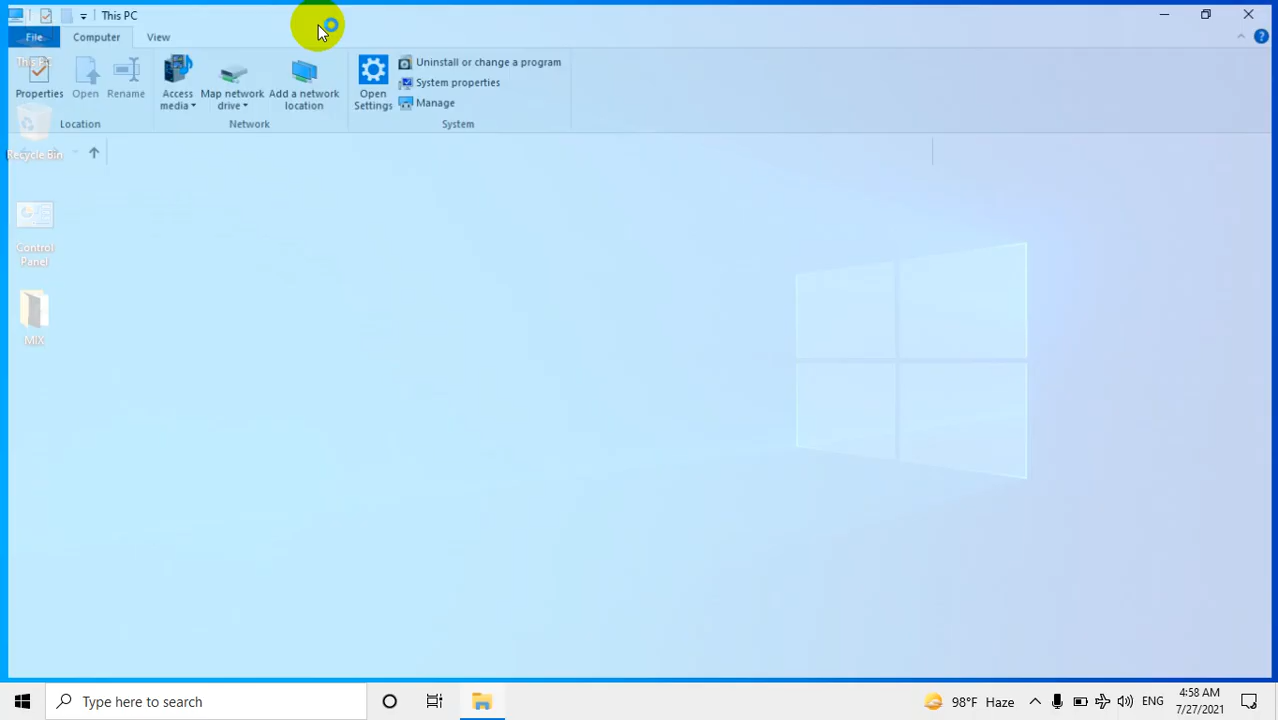 This PC
File
Computer
View
This PC
Properties
Open
Rename
Access
media
Map network
drive
Add a network
location
Open
Settings
Uninstall or change a program
System properties
Manage
Location
Network
System
Recycle Bin
Control
Panel
MIX
Type here to search
98°F Haze
ENG
4:58 AM
7/27/2021